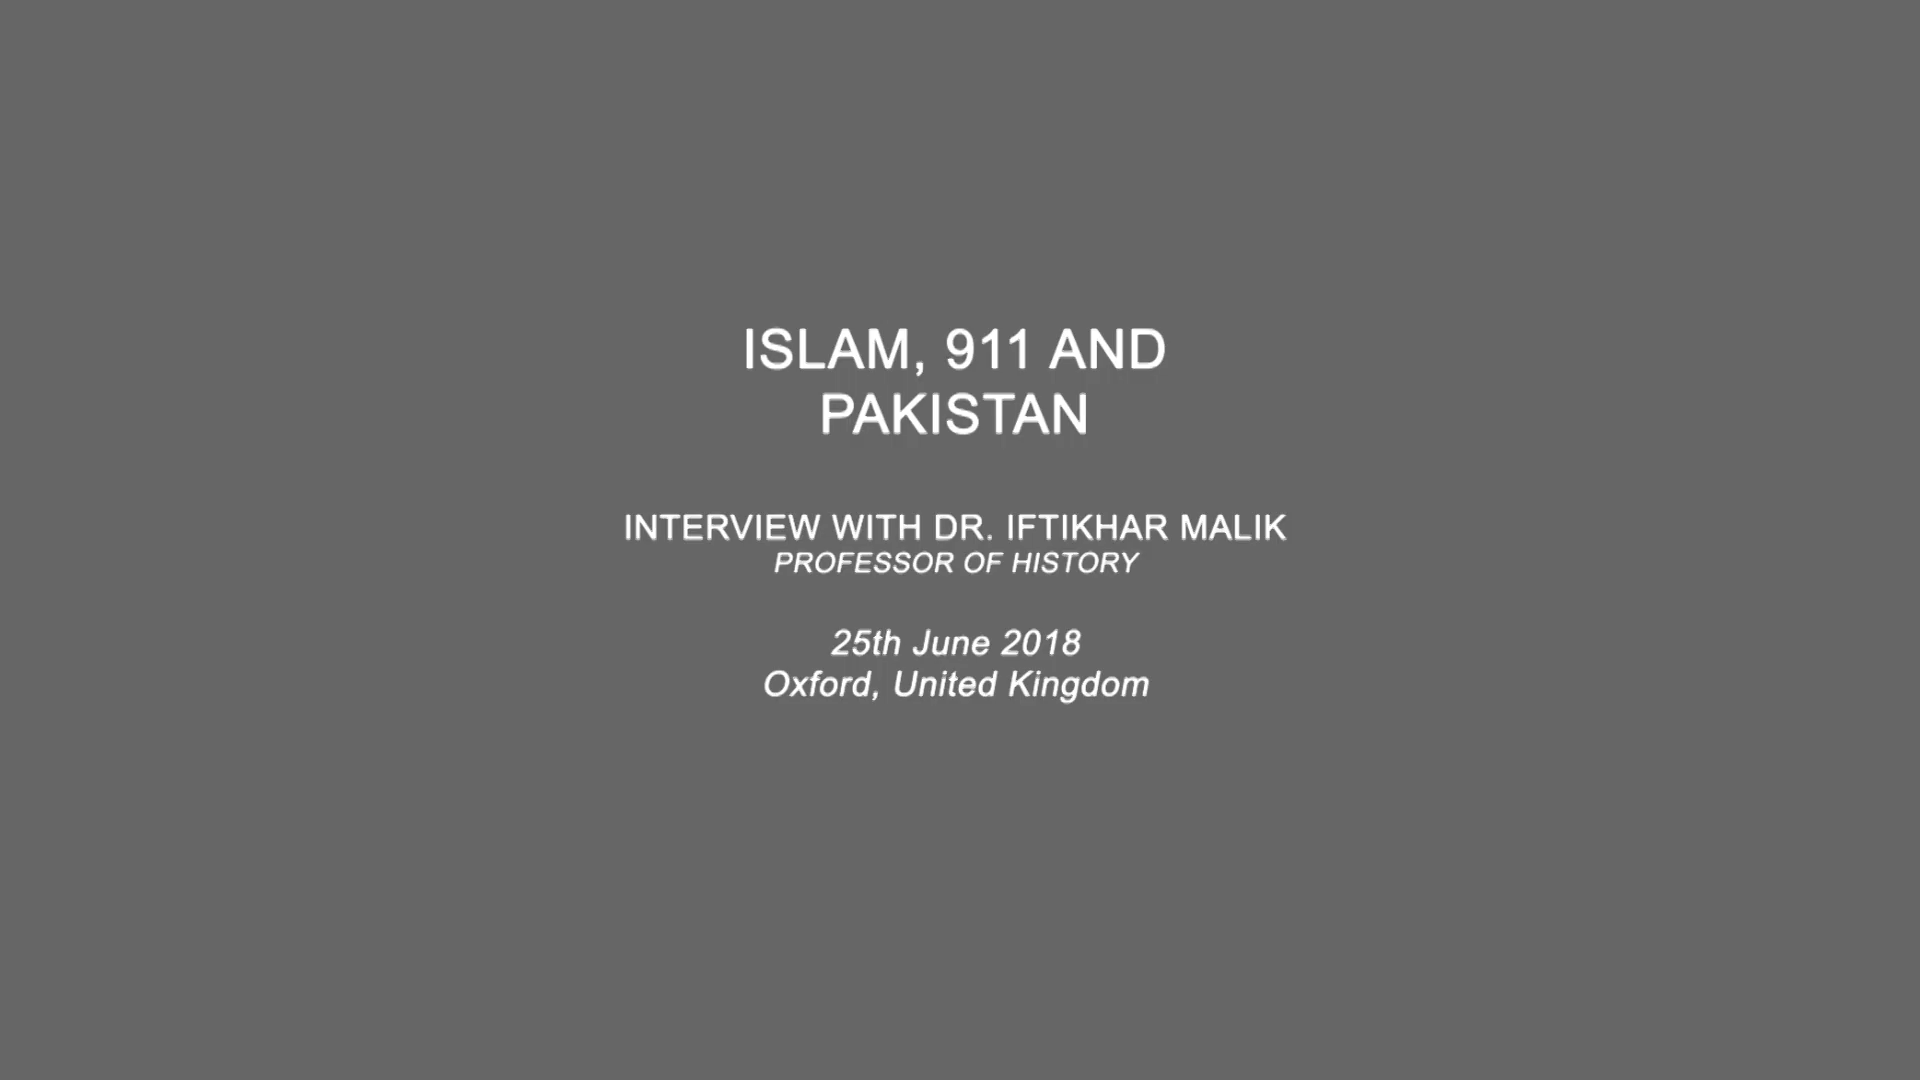 ISLAM, 911 AND
PAKISTAN
INTERVIEW WITH DR. IFTIKHAR MALIK
PROFESSOR OF HISTORY
25th June 2018
Oxford, United Kingdom